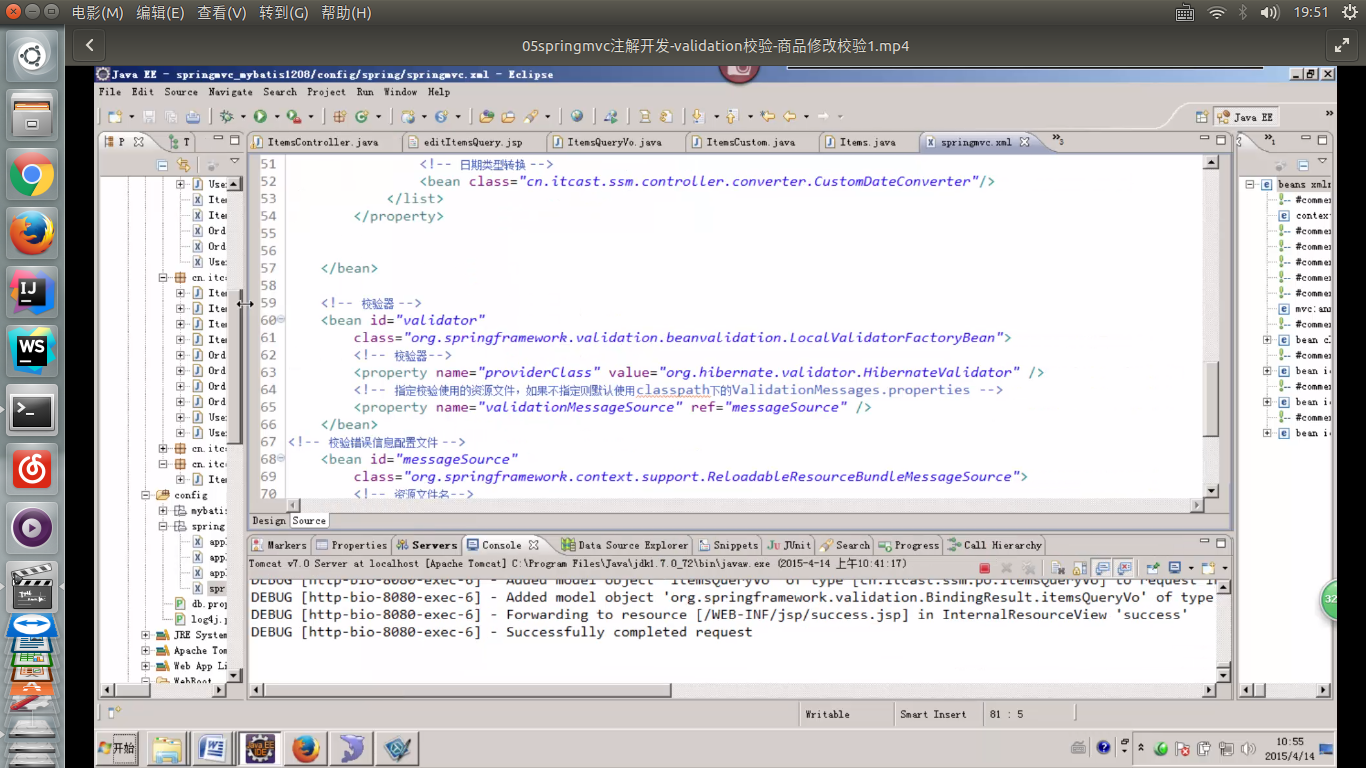 电影(M) 编辑(E) 查看(V) 转到(G) 帮助(H)
19:51
05springmvc注解开发-validation校验-商品修改校验1.mp4
Java EE - springmvc_mybatis1208/config/spring/springmvc.xml - Eclipse
File Edit Source Navigate Search Project Run Window Help
Java EE
P
T
ItemsController.java
editItemsQuery.jsp
ItemsQueryVo.java
ItemsCustom.java
Items.java
springmvc.xml
51 <!-- 日期类型转换 -->
52 <bean class="cn.itcast.ssm.controller.converter.CustomDateConverter"/>
53 </list>
54 </property>
55
56
57 </bean>
58
59 <!-- 校验器 -->
60 <bean id="validator"
61 class="org.springframework.validation.beanvalidation.LocalValidatorFactoryBean">
62 <!-- 校验器-->
63 <property name="providerClass" value="org.hibernate.validator.HibernateValidator" />
64 <!-- 指定校验使用的资源文件，如果不指定则默认使用classpath下的ValidationMessages.properties -->
65 <property name="validationMessageSource" ref="messageSource" />
66 </bean>
67 <!-- 校验错误信息配置文件 -->
68 <bean id="messageSource"
69 class="org.springframework.context.support.ReloadableResourceBundleMessageSource">
70 <!-- 资源文件名-->
Use
Ite
Ord
Ord
Use
cn.itc
Ite
Ite
Ite
Ite
Ord
Ord
Ord
Ord
Use
Use
cn.itc
cn.itc
Ite
config
mybati
spring
app
app
app
spr
db.prop
log4j.p
JRE System
Apache Tom
Web App Li
WebRoot
beans xmln
#comme
contex
#comme
#comme
#comme
#comme
#comme
mvc:ann
#comme
bean c
#comme
bean i
#comme
bean i
Design Source
Markers Properties Servers Console Data Source Explorer Snippets JUnit Search Progress Call Hierarchy
Tomcat v7.0 Server at localhost [Apache Tomcat] C:\Program Files\Java\jdk1.7.0_72\bin\javaw.exe (2015-4-14 上午10:41:17)
DEBUG [http-bio-8080-exec-6] - Added model object 'itemsQueryVo' of type [cn.itcast.ssm.po.ItemsQueryVo] to request in
DEBUG [http-bio-8080-exec-6] - Added model object 'org.springframework.validation.BindingResult.itemsQueryVo' of type
DEBUG [http-bio-8080-exec-6] - Forwarding to resource [/WEB-INF/jsp/success.jsp] in InternalResourceView 'success'
DEBUG [http-bio-8080-exec-6] - Successfully completed request
Writable
Smart Insert
81 : 5
开始
10:55
2015/4/14